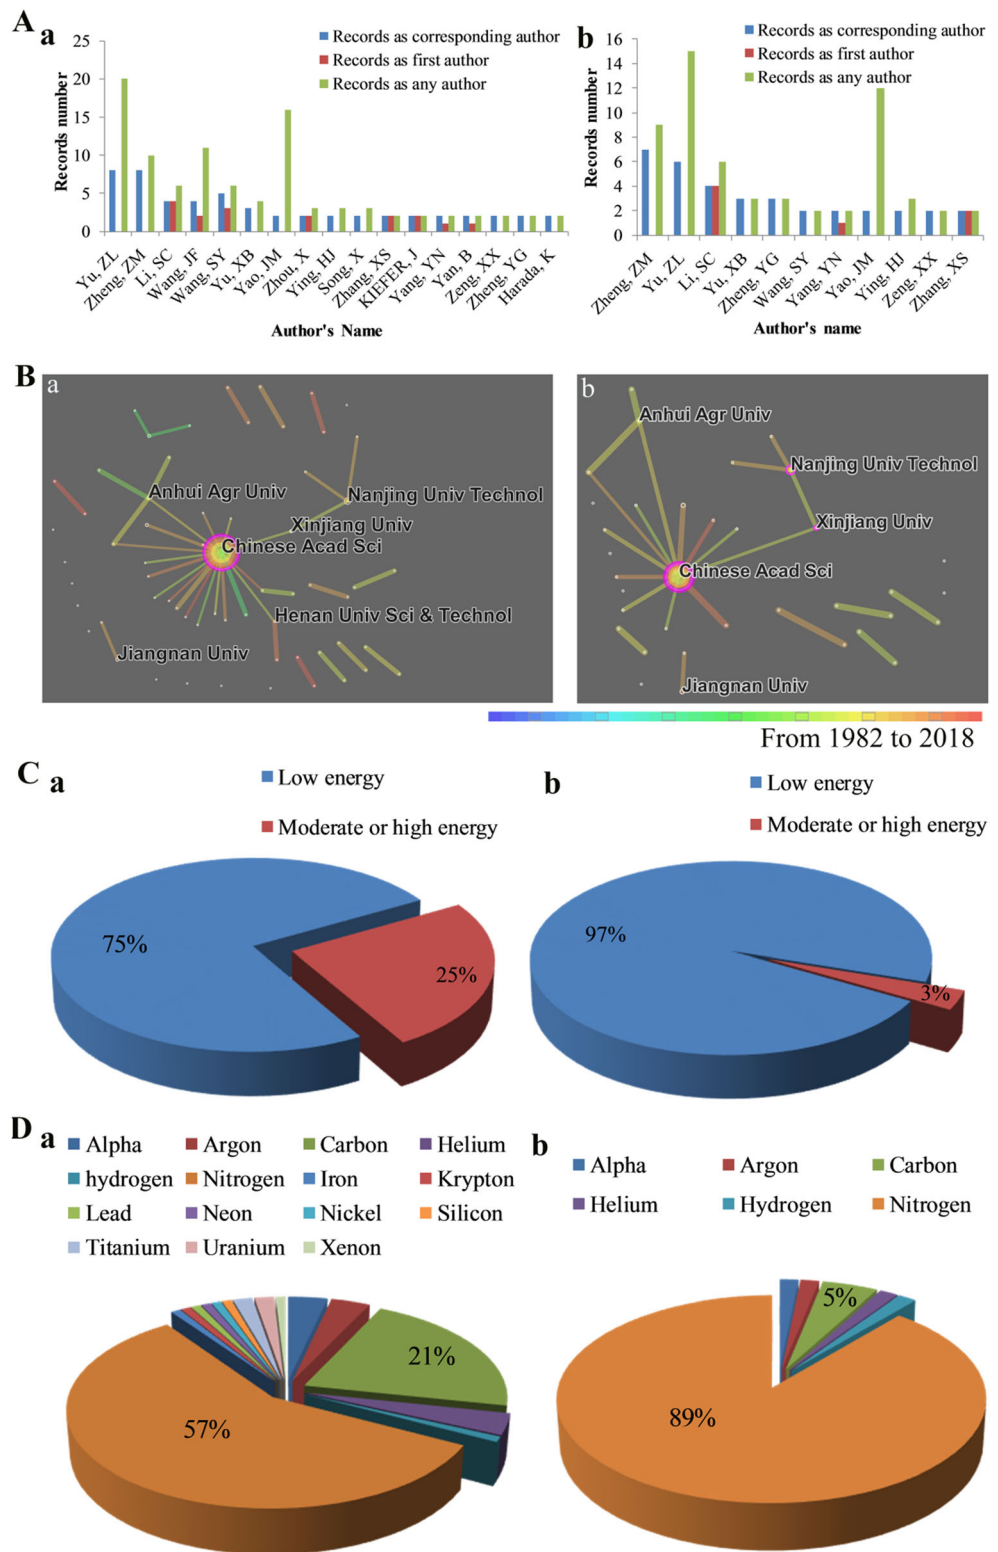 A
a
25
20
15
10
5
0
Records number
Records as corresponding author
Records as first author
Records as any author
Yu, ZL
Zheng, ZM
Li, SC
Wang, JF
Wang, SY
Yu, XB
Yao, JM
Zhou, X
Ying, HJ
Song, X
Zhang, XS
KIEFER, J
Yang, YN
Yan, B
Zeng, XX
Zheng, YG
Harada, K
Author's Name
b
16
14
12
10
8
6
4
2
0
Records number
Records as corresponding author
Records as first author
Records as any author
Zheng, ZM
Yu, ZL
Li, SC
Yu, XB
Zheng, YG
Wang, SY
Yang, YN
Yao, JM
Ying, HJ
Zeng, XX
Zhang, XS
Author's name
B
a
Anhui Agr Univ
Nanjing Univ Technol
Xinjiang Univ
Chinese Acad Sci
Henan Univ Sci & Technol
Jiangnan Univ
b
Anhui Agr Univ
Nanjing Univ Technol
Xinjiang Univ
Chinese Acad Sci
Jiangnan Univ
From 1982 to 2018
C
a
Low energy
Moderate or high energy
75%
25%
b
Low energy
Moderate or high energy
97%
3%
D
a
Alpha Argon Carbon Helium
hydrogen Nitrogen Iron Krypton
Lead Neon Nickel Silicon
Titanium Uranium Xenon
21%
57%
b
Alpha Argon Carbon
Helium Hydrogen Nitrogen
5%
89%